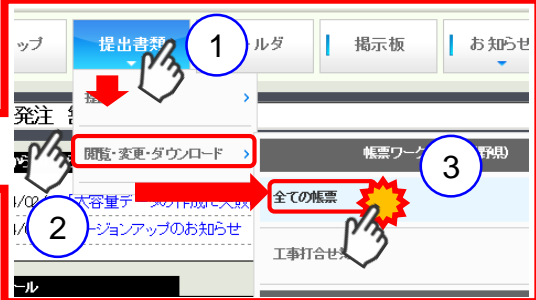 ップ 提出書類 ルダ 掲示板 お知らせ
1
発注
閲覧・変更・ダウンロード
帳票ワーク
3
全ての帳票
大容量データの作成に失敗
2
ージョンアップのお知らせ
工事打合せ
ール